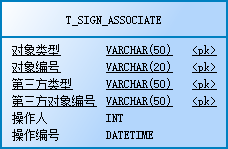 T_SIGN_ASSOCIATE
对象类型 VARCHAR(50) <pk>
对象编号 VARCHAR(20) <pk>
第三方类型 VARCHAR(50) <pk>
第三方对象编号 VARCHAR(50) <pk>
操作人 INT
操作编号 DATETIME